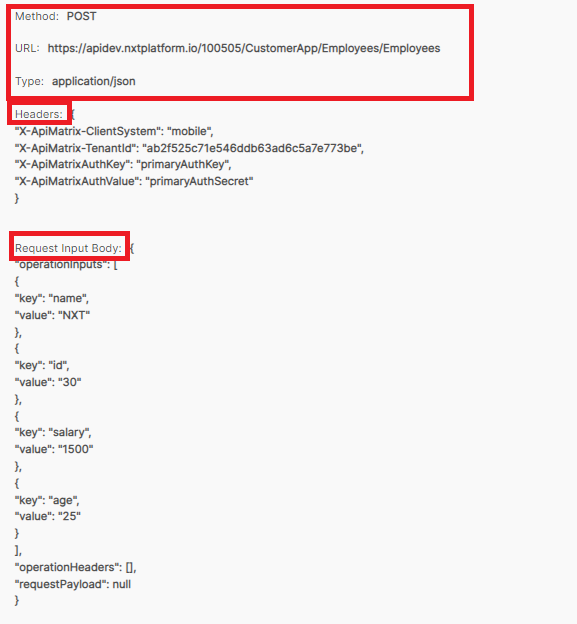 Method: POST
URL: https://apidev.nxtplatform.io/100505/CustomerApp/Employees/Employees
Type: application/json
Headers: {
"X-ApiMatrix-ClientSystem": "mobile",
"X-ApiMatrix-TenantId": "ab2f525c71e546ddb63ad6c5a7e773be",
"X-ApiMatrixAuthKey": "primaryAuthKey",
"X-ApiMatrixAuthValue": "primaryAuthSecret"
}
Request Input Body: {
"operationInputs": [
{
"key": "name",
"value": "NXT"
},
{
"key": "id",
"value": "30"
},
{
"key": "salary",
"value": "1500"
},
{
"key": "age",
"value": "25"
}
],
"operationHeaders": [],
"requestPayload": null
}